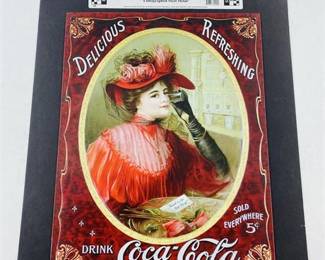 DELICIOUS
REFRESHING
SOLD
EVERYWHERE
5¢
DRINK Coca-Cola